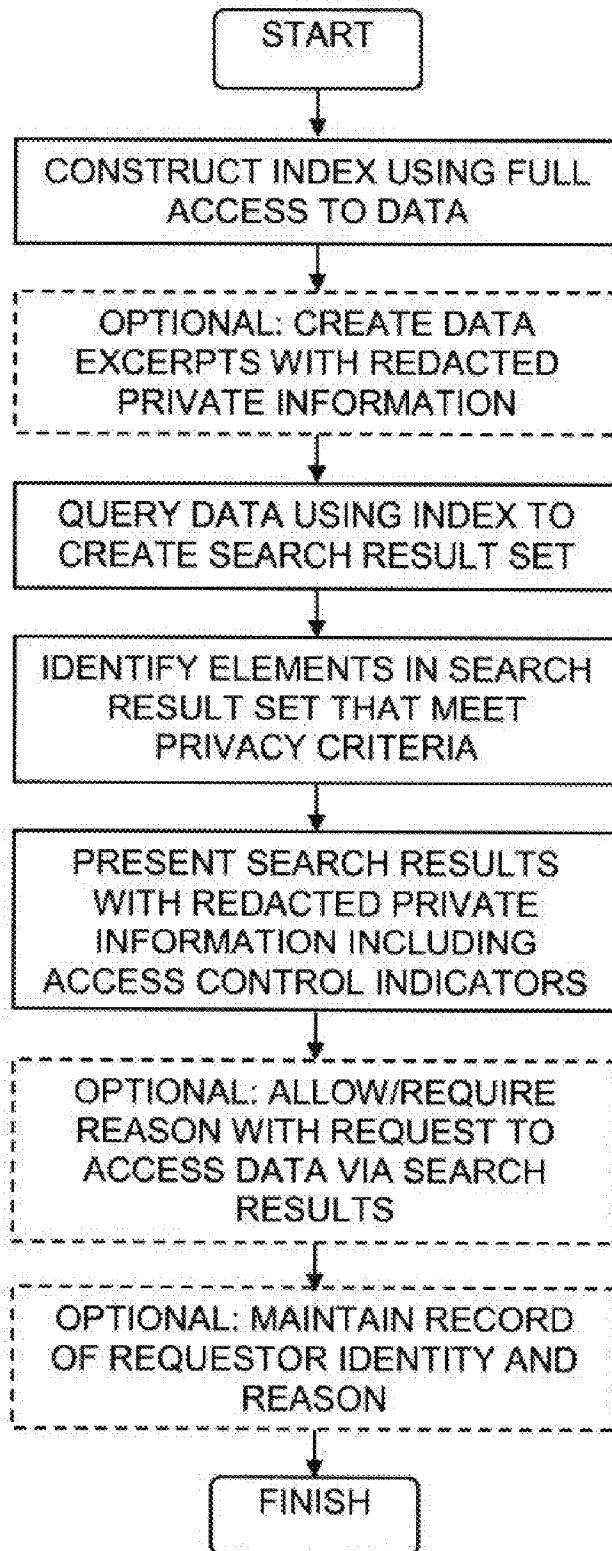 START
CONSTRUCT INDEX USING FULL
ACCESS TO DATA
OPTIONAL: CREATE DATA
EXCERPTS WITH REDACTED
PRIVATE INFORMATION
QUERY DATA USING INDEX TO
CREATE SEARCH RESULT SET
IDENTIFY ELEMENTS IN SEARCH
RESULT SET THAT MEET
PRIVACY CRITERIA
PRESENT SEARCH RESULTS
WITH REDACTED PRIVATE
INFORMATION INCLUDING
ACCESS CONTROL INDICATORS
OPTIONAL: ALLOW/REQUIRE
REASON WITH REQUEST TO
ACCESS DATA VIA SEARCH
RESULTS
OPTIONAL: MAINTAIN RECORD
OF REQUESTOR IDENTITY AND
REASON
FINISH